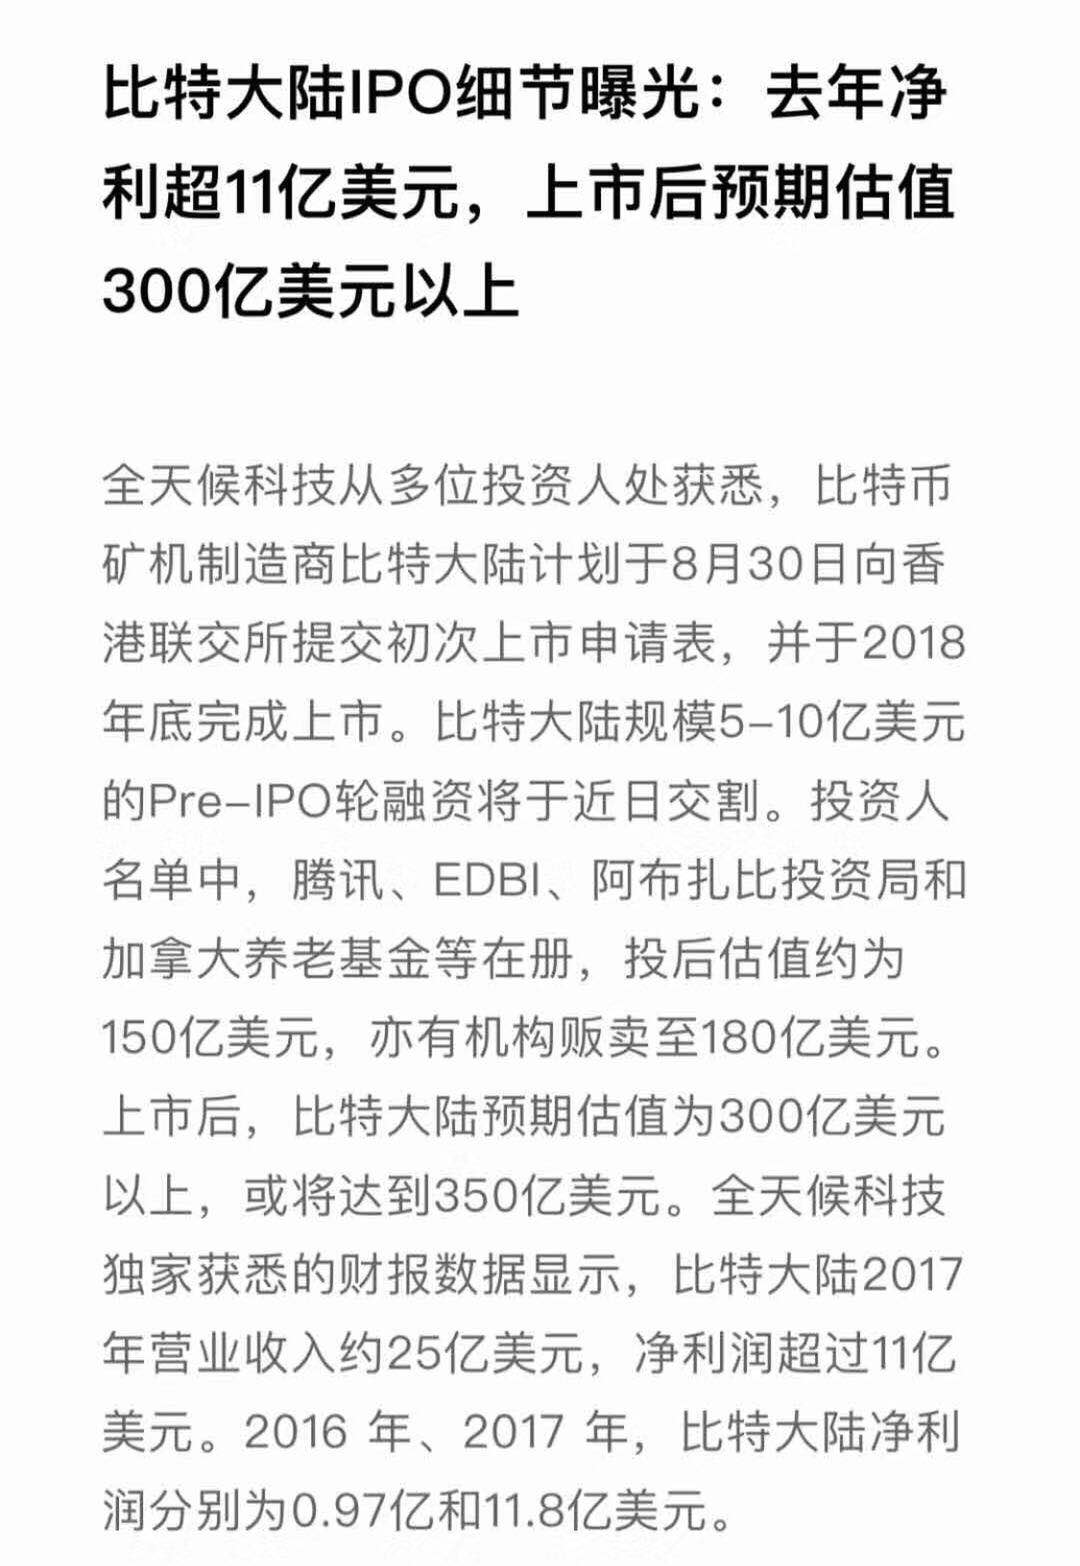 比特大陆IPO细节曝光：去年净
利超11亿美元，上市后预期估值
300亿美元以上
全天候科技从多位投资人处获悉，比特币
矿机制造商比特大陆计划于8月30日向香
港联交所提交初次上市申请表，并于2018
年底完成上市。比特大陆规模5-10亿美元
的Pre-IPO轮融资将于近日交割。投资人
名单中，腾讯、EDBI、阿布扎比投资局和
加拿大养老基金等在册，投后估值约为
150亿美元，亦有机构贩卖至180亿美元。
上市后，比特大陆预期估值为300亿美元
以上，或将达到350亿美元。全天候科技
独家获悉的财报数据显示，比特大陆2017
年营业收入约25亿美元，净利润超过11亿
美元。2016 年、2017 年，比特大陆净利
润分别为0.97亿和11.8亿美元。